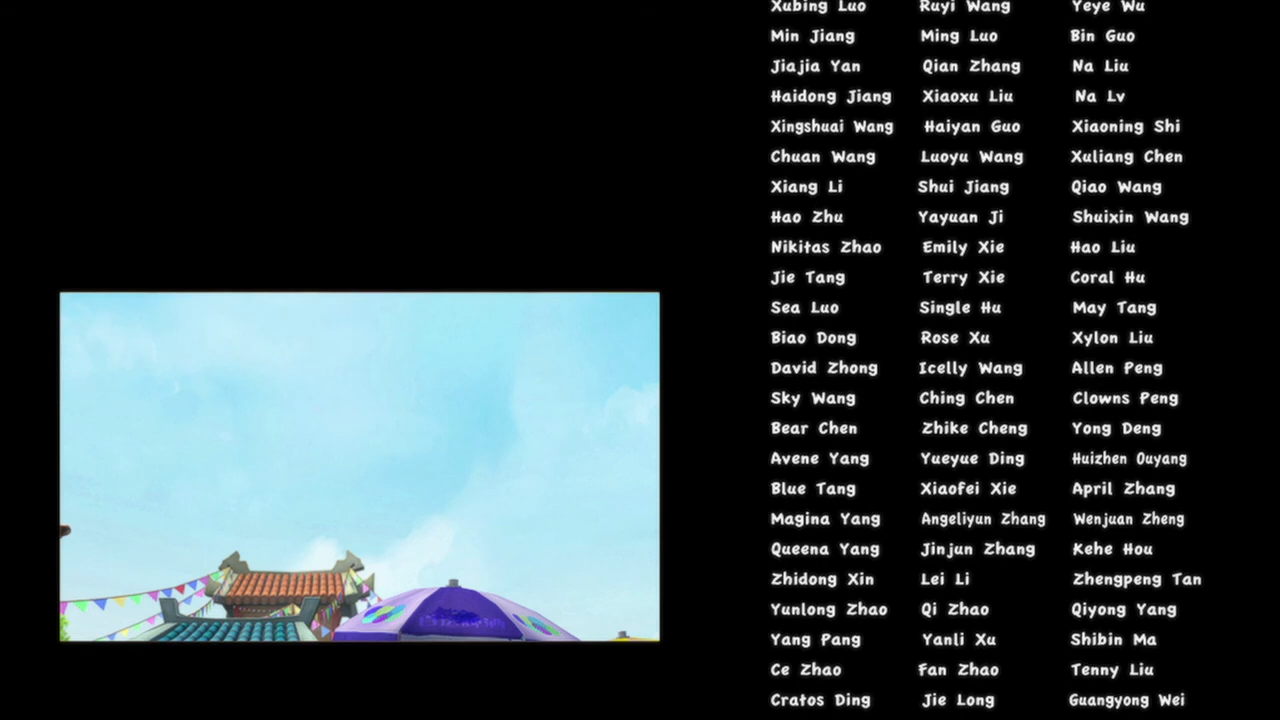 Xubing Luo Ruyi Wang Yeye Wu
Min Jiang Ming Luo Bin Guo
Jiajia Yan Qian Zhang Na Liu
Haidong Jiang Xiaoxu Liu Na Lv
Xingshuai Wang Haiyan Guo Xiaoning Shi
Chuan Wang Luoyu Wang Xuliang Chen
Xiang Li Shui Jiang Qiao Wang
Hao Zhu Yayuan Ji Shuixin Wang
Nikitas Zhao Emily Xie Hao Liu
Jie Tang Terry Xie Coral Hu
Sea Luo Single Hu May Tang
Biao Dong Rose Xu Xylon Liu
David Zhong Icelly Wang Allen Peng
Sky Wang Ching Chen Clowns Peng
Bear Chen Zhike Cheng Yong Deng
Avene Yang Yueyue Ding Huizhen Ouyang
Blue Tang Xiaofei Xie April Zhang
Magina Yang Angeliyun Zhang Wenjuan Zheng
Queena Yang Jinjun Zhang Kehe Hou
Zhidong Xin Lei Li Zhengpeng Tan
Yunlong Zhao Qi Zhao Qiyong Yang
Yang Pang Yanli Xu Shibin Ma
Ce Zhao Fan Zhao Tenny Liu
Cratos Ding Jie Long Guangyong Wei